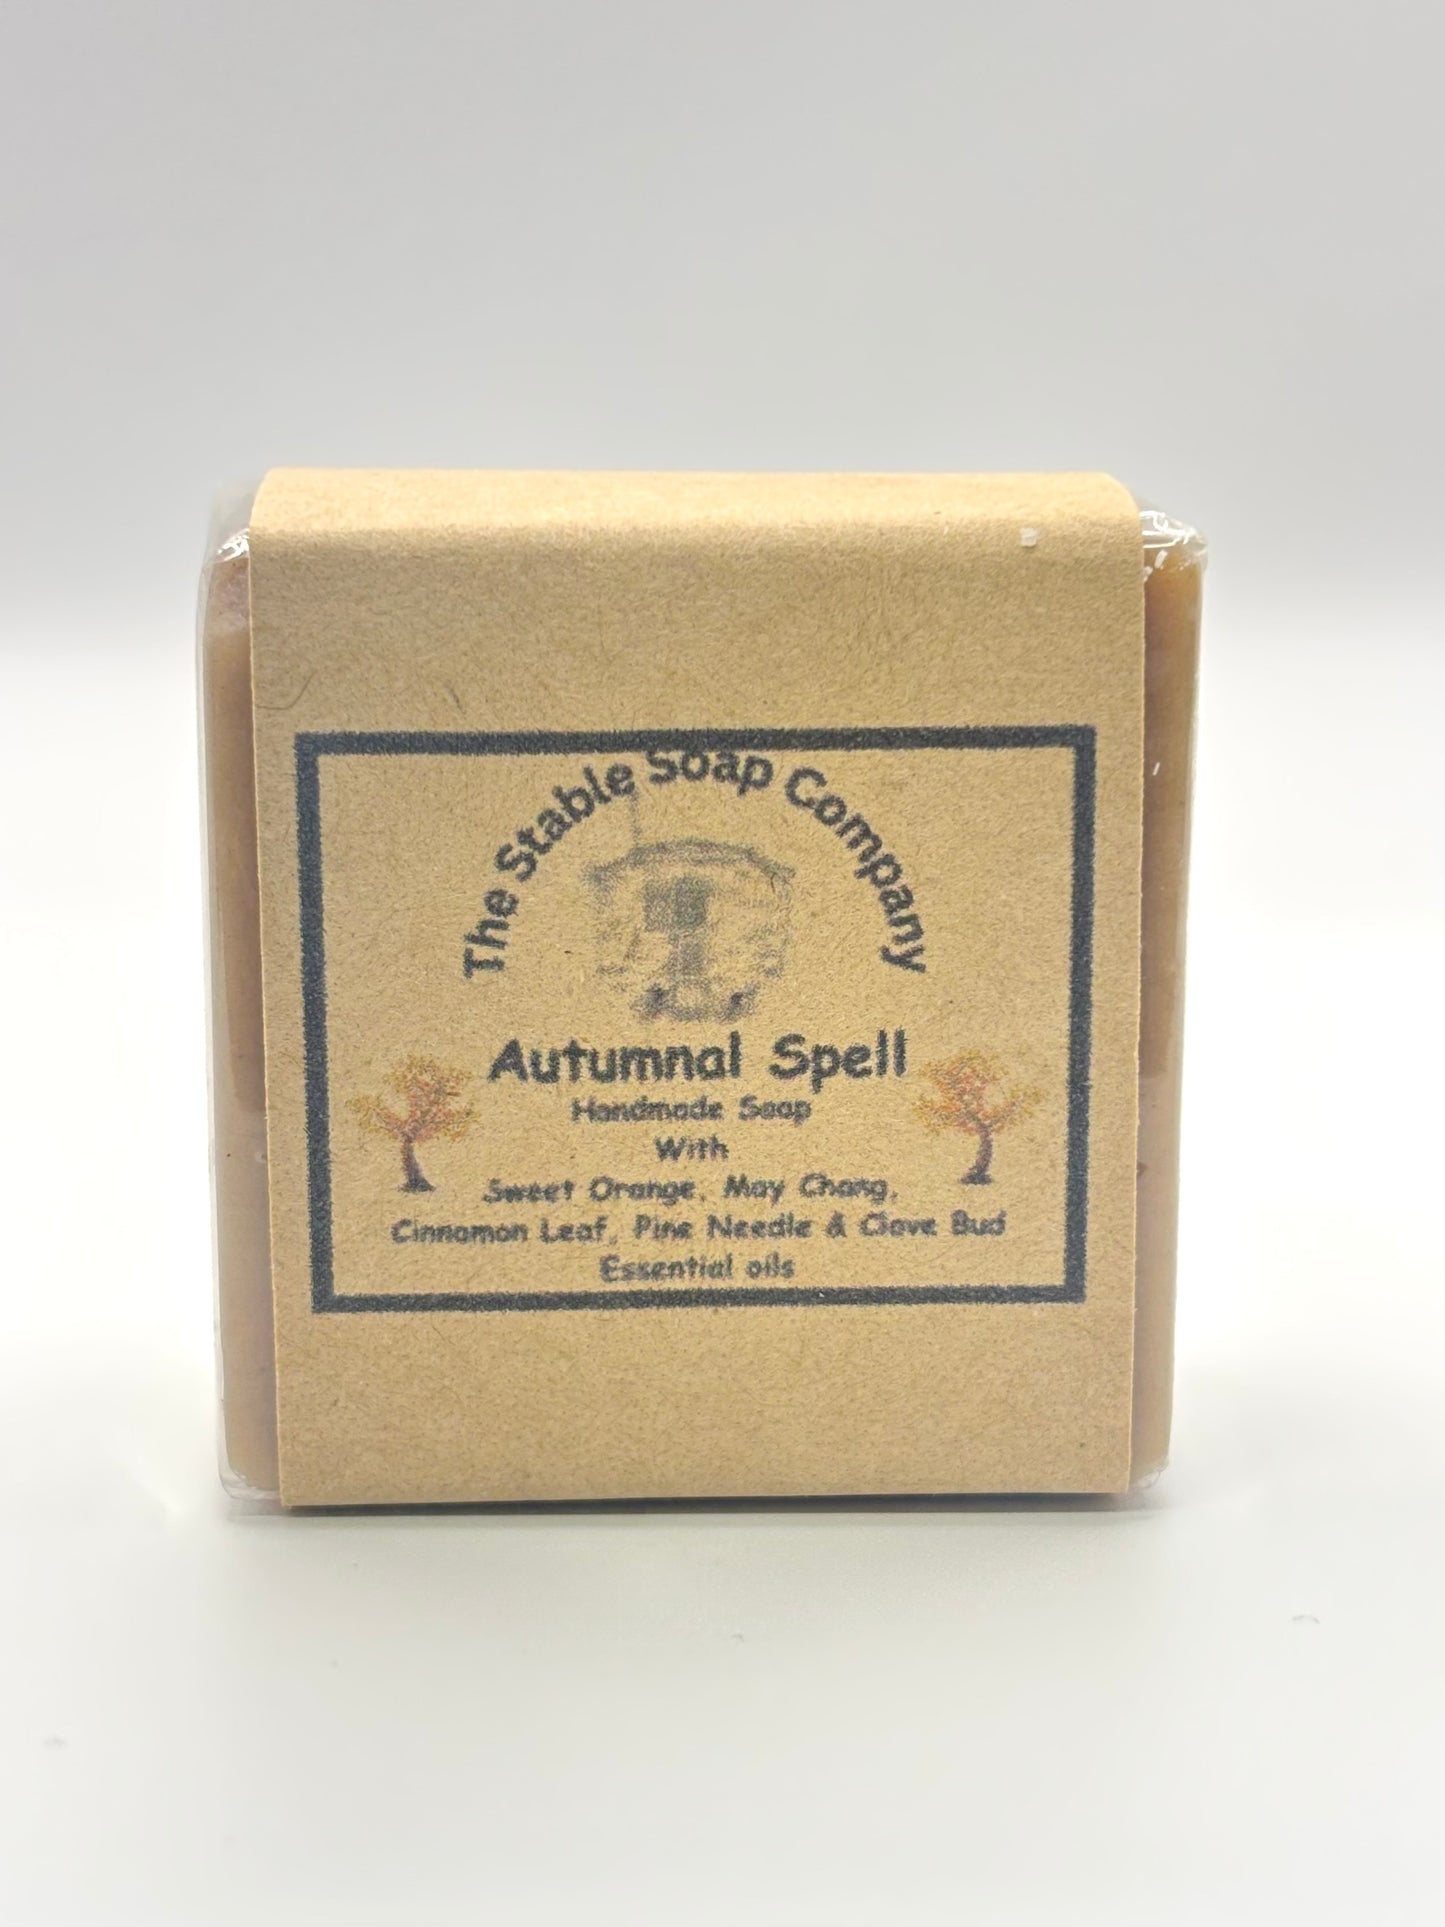 The Stable Soap Company
Autumnal Spell
Handmade Soap
With
Sweet Orange, May Chang,
Cinnamon Leaf, Pine Needle & Clove Bud
Essential oils